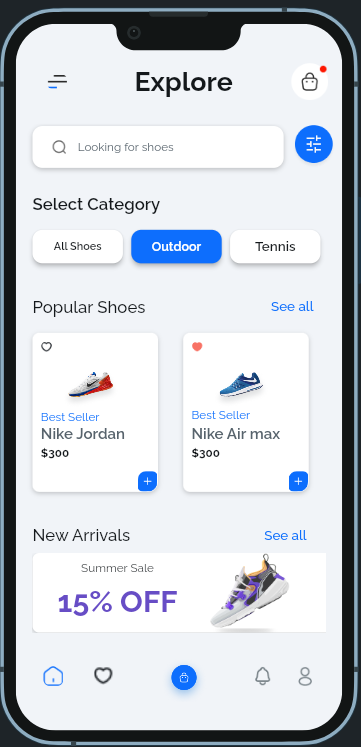 Explore
Looking for shoes
Select Category
All Shoes
Outdoor
Tennis
Popular Shoes
See all
Best Seller
Nike Jordan
$300
Best Seller
Nike Air max
$300
New Arrivals
See all
Summer Sale
15% OFF